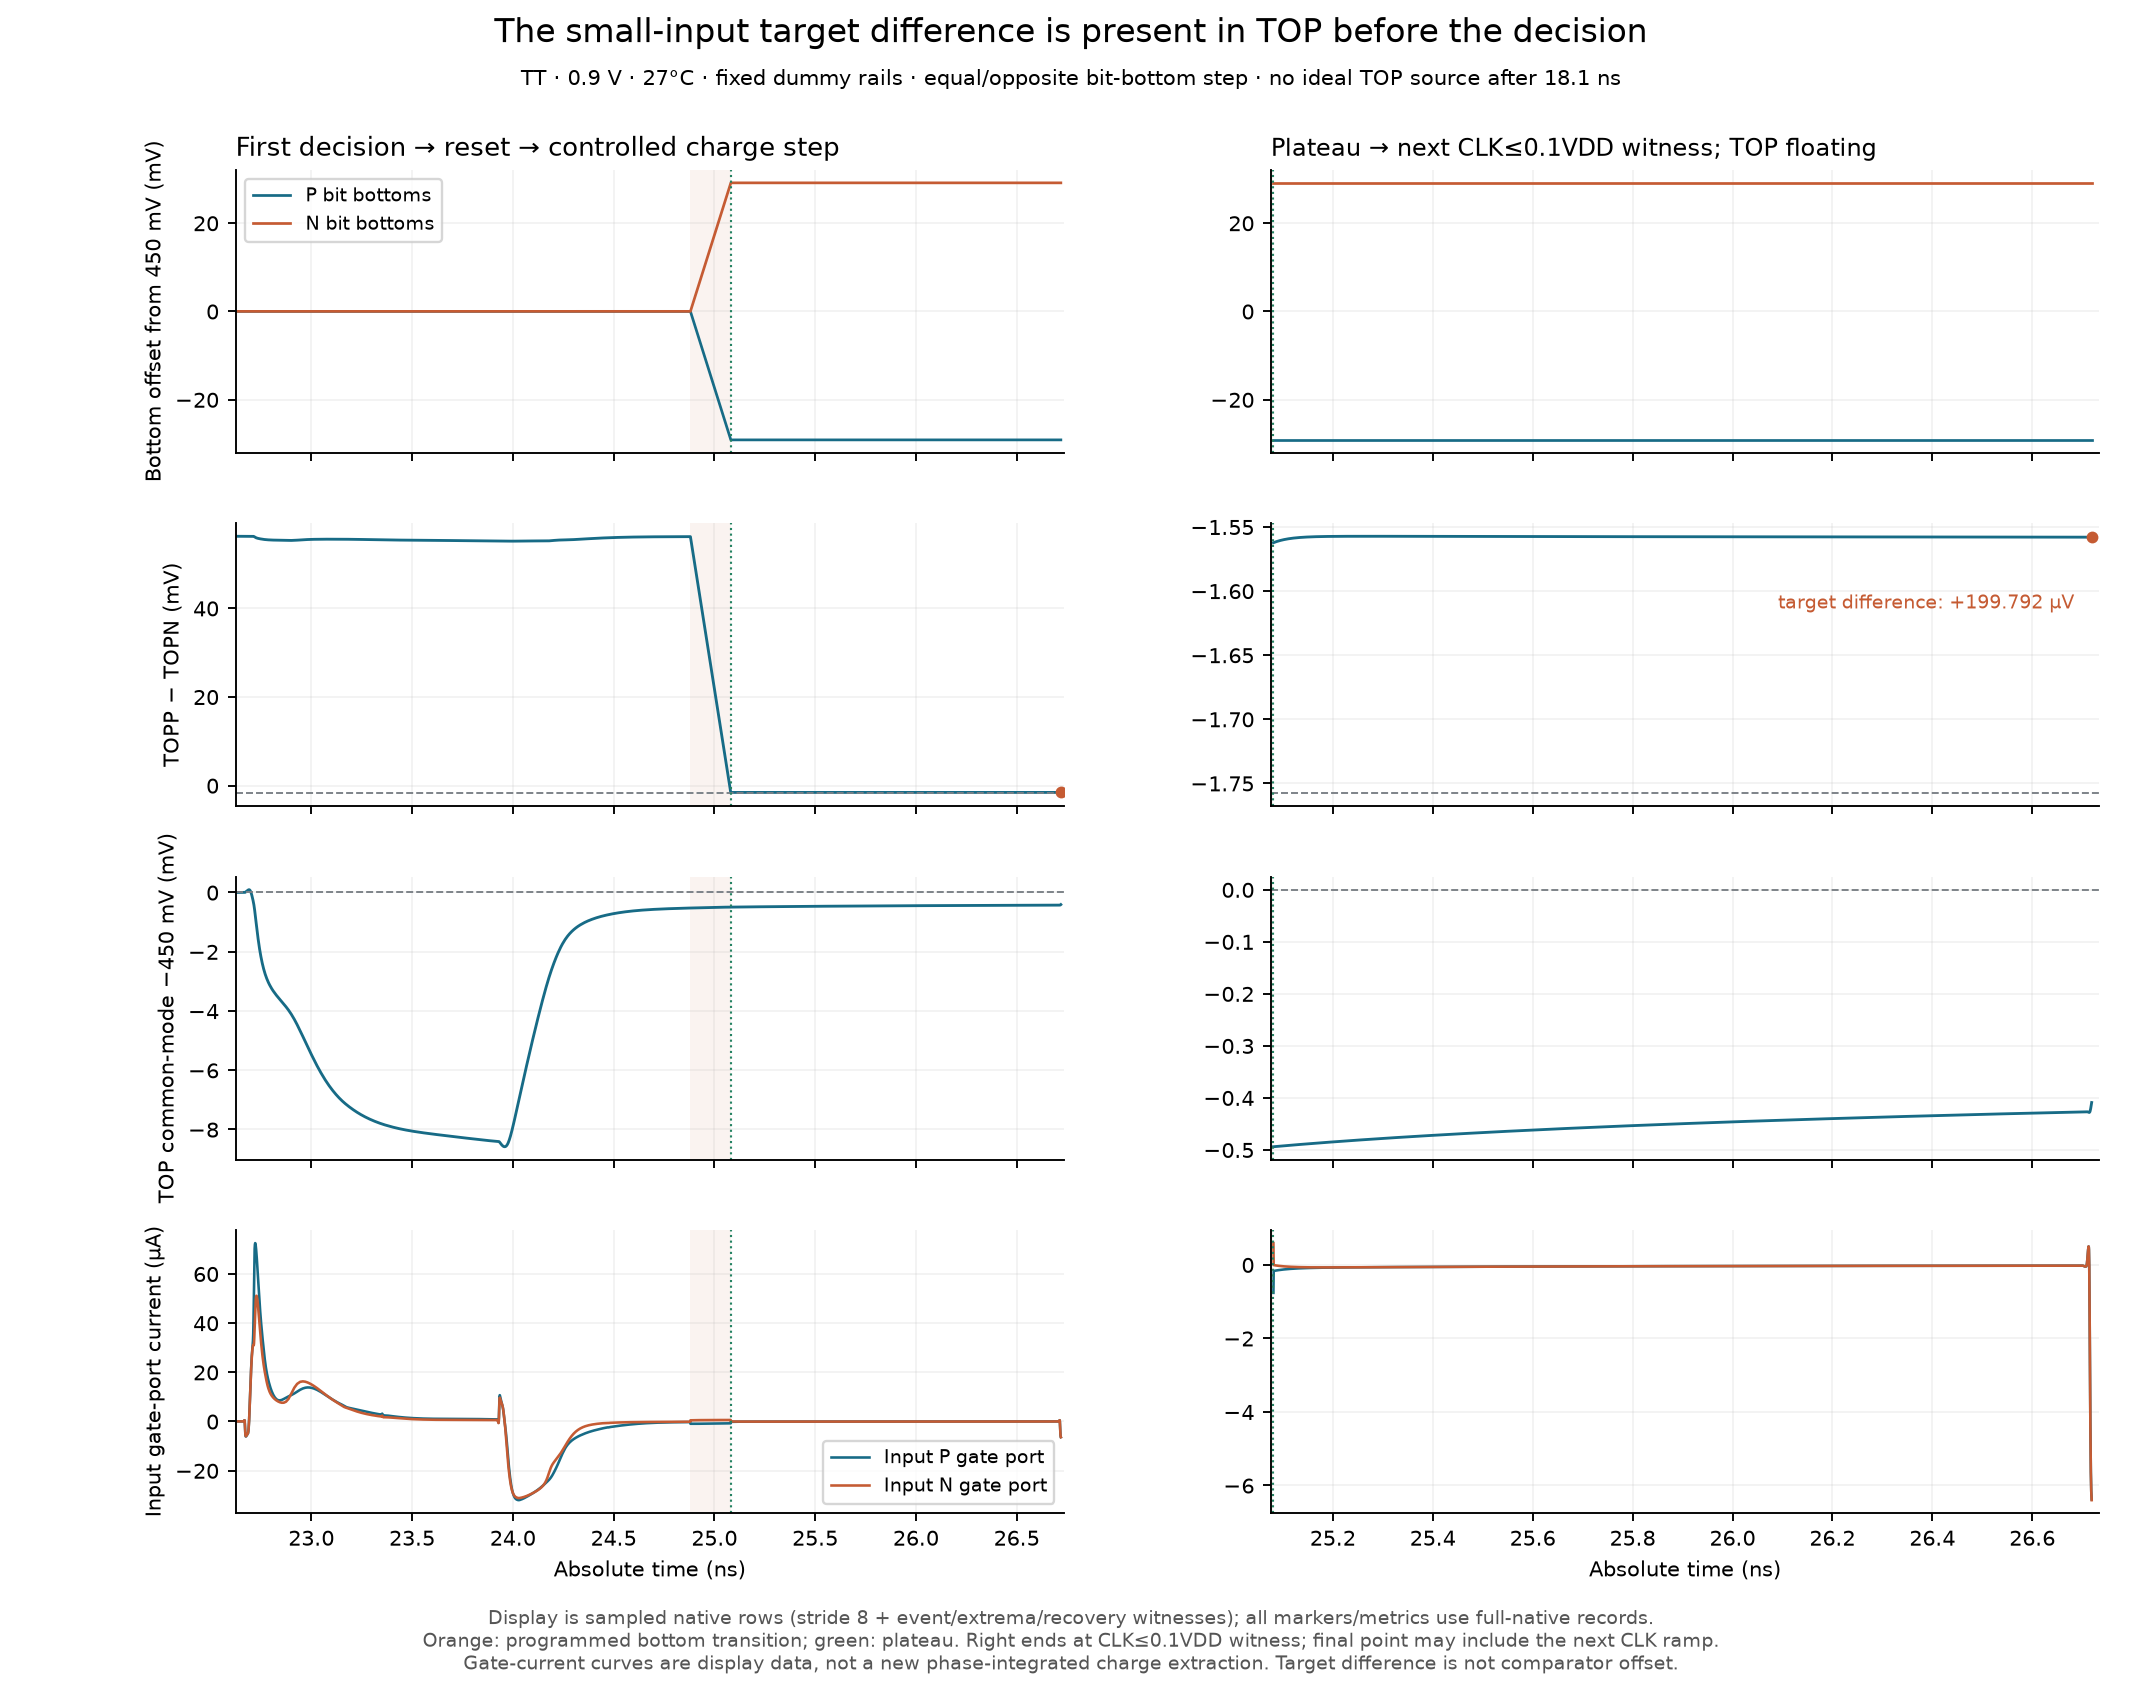 The small-input target difference is present in TOP before the decision
TT · 0.9 V · 27°C · fixed dummy rails · equal/opposite bit-bottom step · no ideal TOP source after 18.1 ns
First decision → reset → controlled charge step
Bottom offset from 450 mV (mV)
20
0
−20
P bit bottoms
N bit bottoms
Plateau → next CLK≤0.1VDD witness; TOP floating
20
0
−20
TOPP − TOPN (mV)
40
20
0
−1.55
−1.60
−1.65
−1.70
−1.75
target difference: +199.792 µV
TOP common-mode −450 mV (mV)
0
−2
−4
−6
−8
0.0
−0.1
−0.2
−0.3
−0.4
−0.5
Input gate-port current (µA)
60
40
20
0
−20
Input P gate port
Input N gate port
23.0 23.5 24.0 24.5 25.0 25.5 26.0 26.5
Absolute time (ns)
0
−2
−4
−6
25.2 25.4 25.6 25.8 26.0 26.2 26.4 26.6
Absolute time (ns)
Display is sampled native rows (stride 8 + event/extrema/recovery witnesses); all markers/metrics use full-native records.
Orange: programmed bottom transition; green: plateau. Right ends at CLK≤0.1VDD witness; final point may include the next CLK ramp.
Gate-current curves are display data, not a new phase-integrated charge extraction. Target difference is not comparator offset.